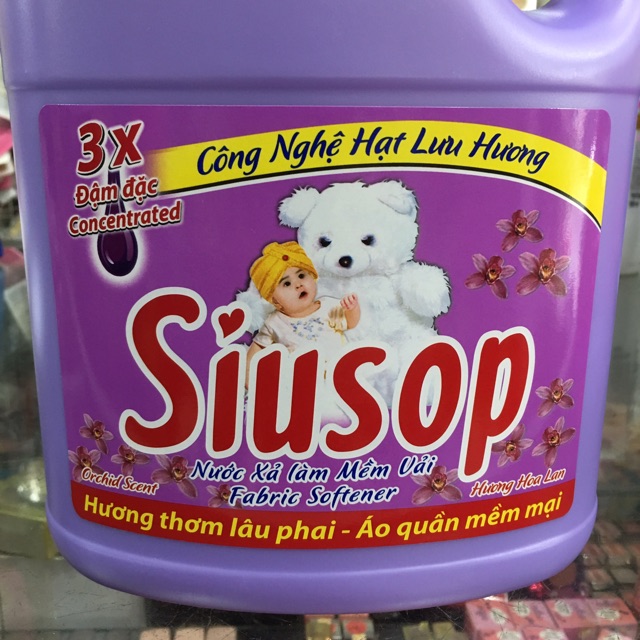 3X
Đậm đặc
Concentrated
Công Nghệ Hạt Lưu Hương
Siusop
Nước Xả làm Mềm Vải
Fabric Softener
Orchid Scent
Hương Hoa Lan
Hương thơm lâu phai - Áo quần mềm mại